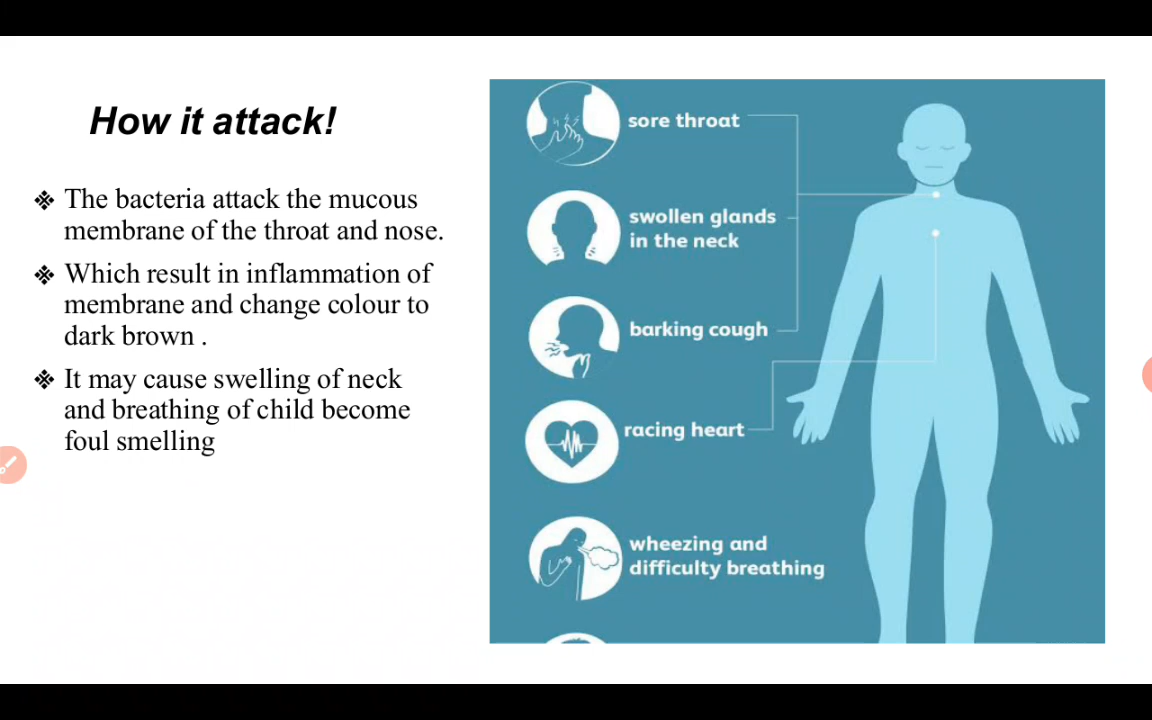 How it attack!
❖ The bacteria attack the mucous
membrane of the throat and nose.
❖ Which result in inflammation of
membrane and change colour to
dark brown .
❖ It may cause swelling of neck
and breathing of child become
foul smelling
sore throat
swollen glands
in the neck
barking cough
racing heart
wheezing and
difficulty breathing